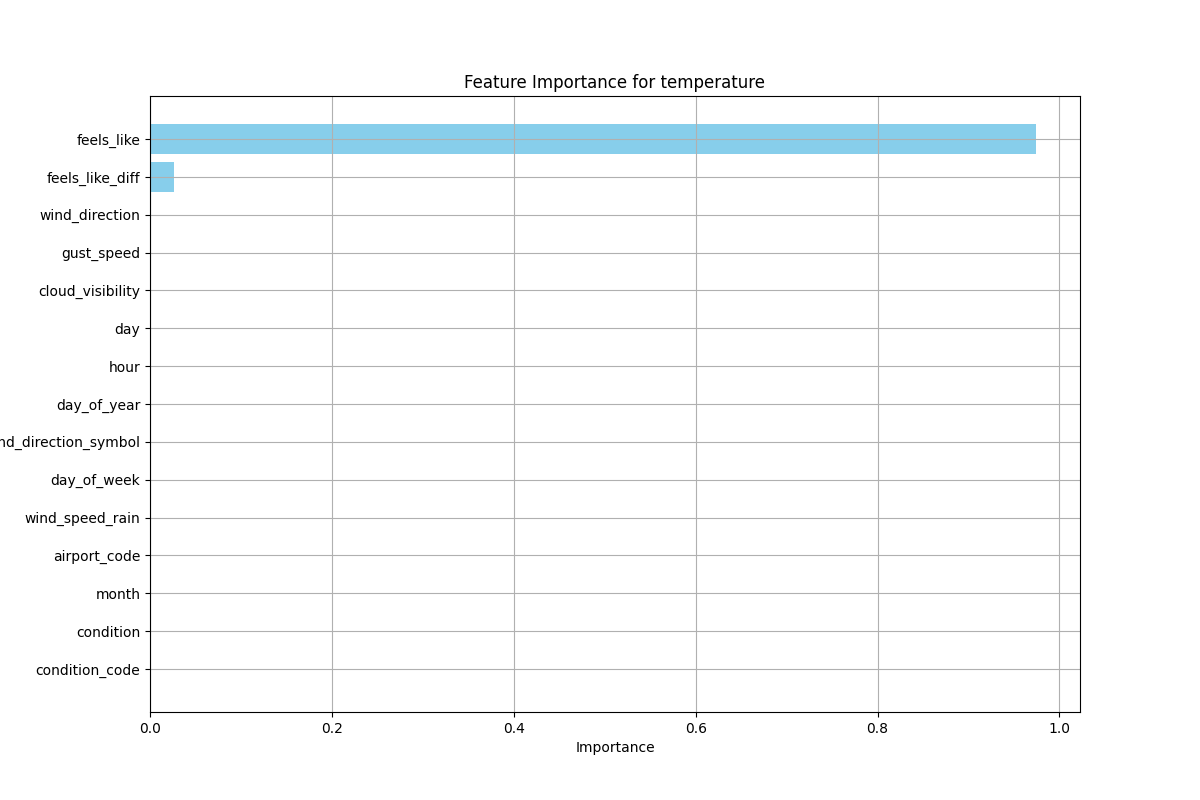 Feature Importance for temperature
feels_like
feels_like_diff
wind_direction
gust_speed
cloud_visibility
day
hour
day_of_year
nd_direction_symbol
day_of_week
wind_speed_rain
airport_code
month
condition
condition_code
0.0 0.2 0.4 0.6 0.8 1.0
Importance